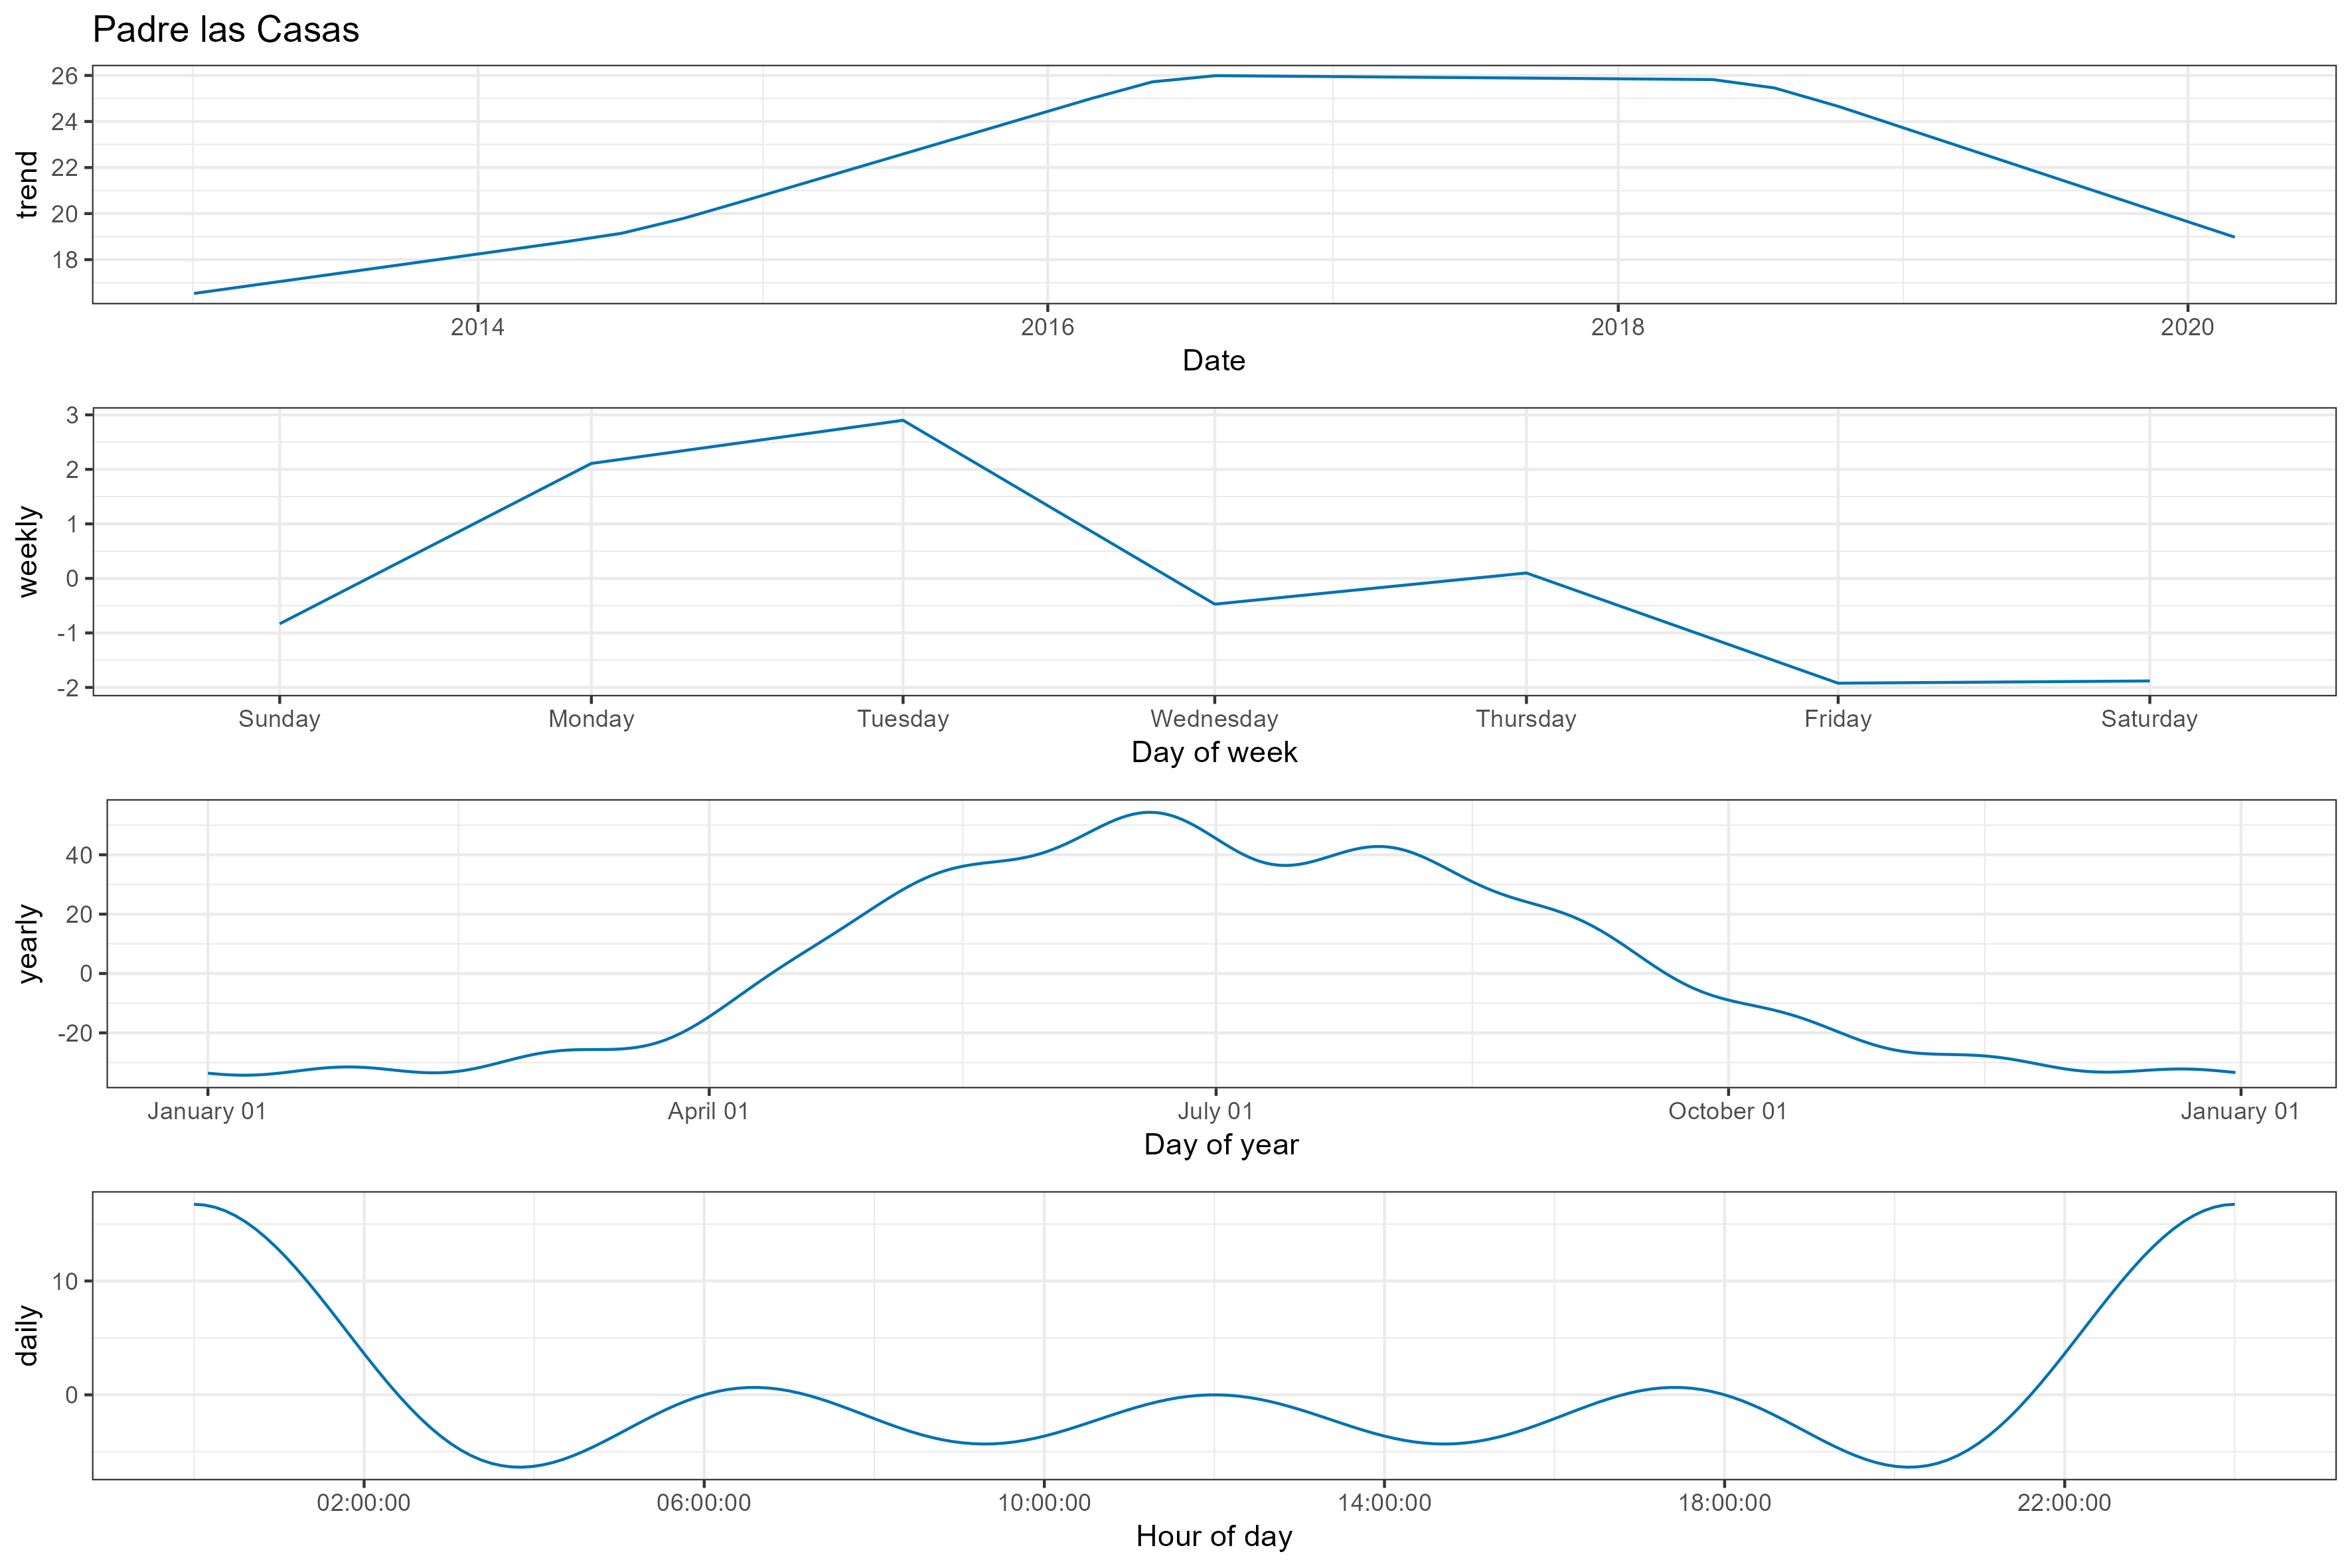 Padre las Casas
26
24
22
20
18
trend
2014 2016 2018 2020
Date
3
2
1
0
-1
-2
weekly
Sunday Monday Tuesday Wednesday Thursday Friday Saturday
Day of week
40
20
0
-20
yearly
January 01 April 01 July 01 October 01 January 01
Day of year
10
0
daily
02:00:00 06:00:00 10:00:00 14:00:00 18:00:00 22:00:00
Hour of day